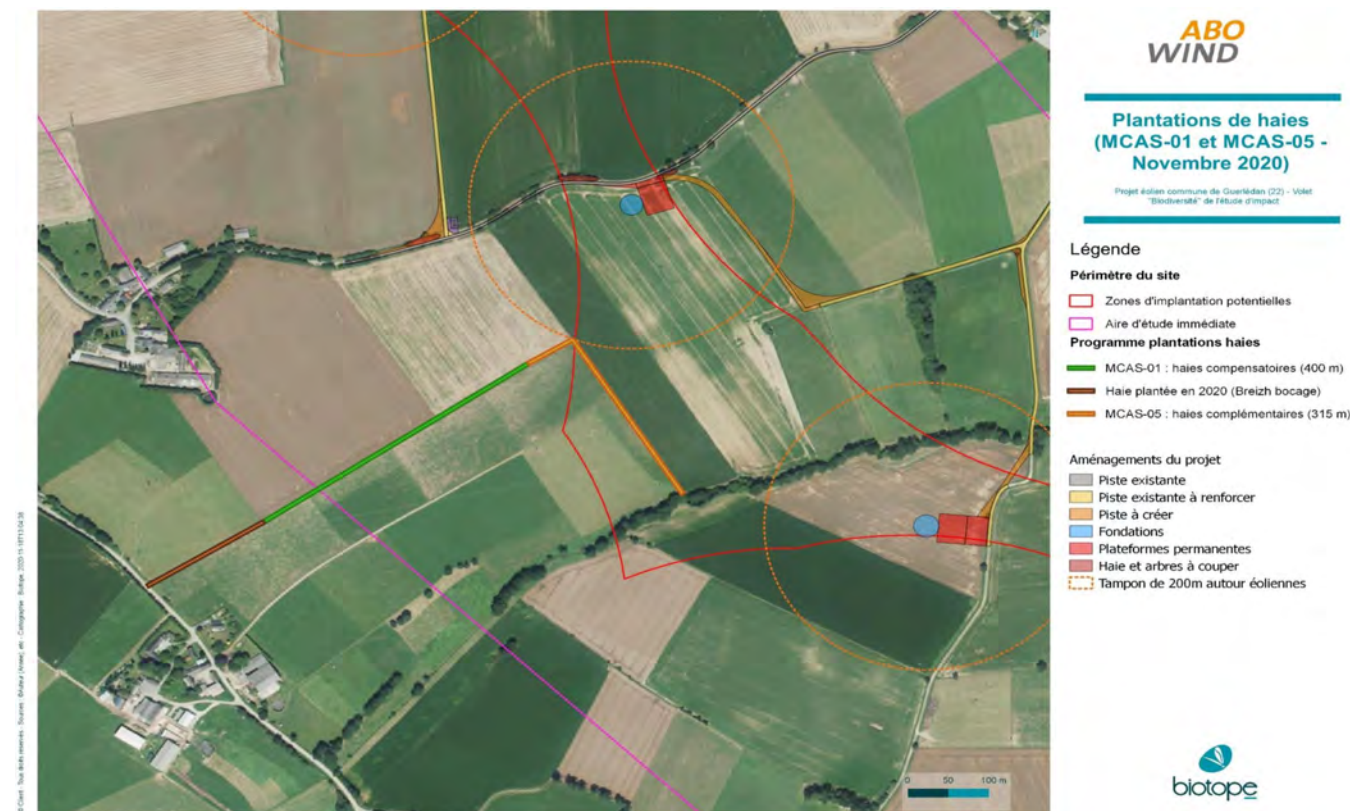 ABO
WIND
Plantations de haies
(MCAS-01 et MCAS-05 -
Novembre 2020)
Projet éolien commune de Guerlédan (22) - Volet
"Biodiversité" de l'étude d'impact
Légende
Périmètre du site
Zones d'implantation potentielles
Aire d'étude immédiate
Programme plantations haies
MCAS-01 : haies compensatoires (400 m)
Haie plantée en 2020 (Breizh bocage)
MCAS-05 : haies complémentaires (315 m)
Aménagements du projet
Piste existante
Piste existante à renforcer
Piste à créer
Fondations
Plateformes permanentes
Haie et arbres à couper
Tampon de 200m autour éoliennes
0 50 100 m
biotope